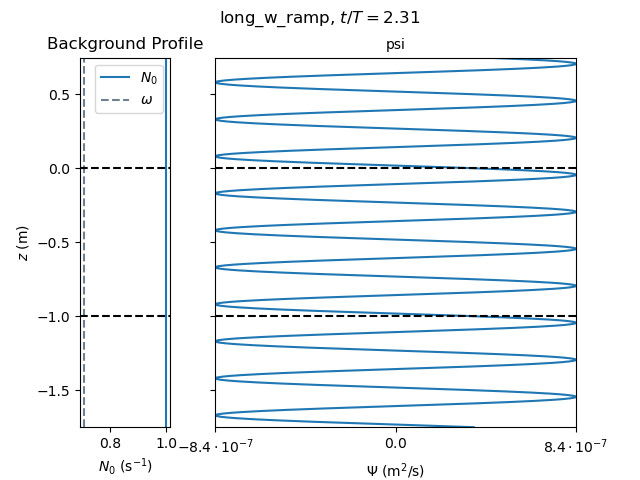 long_w_ramp, t/T = 2.31
Background Profile
psi
N₀
ω
0.5
0.0
−0.5
−1.0
−1.5
z (m)
0.8
1.0
−8.4 · 10⁻⁷
0.0
8.4 · 10⁻⁷
N₀ (s⁻¹)
Ψ (m²/s)